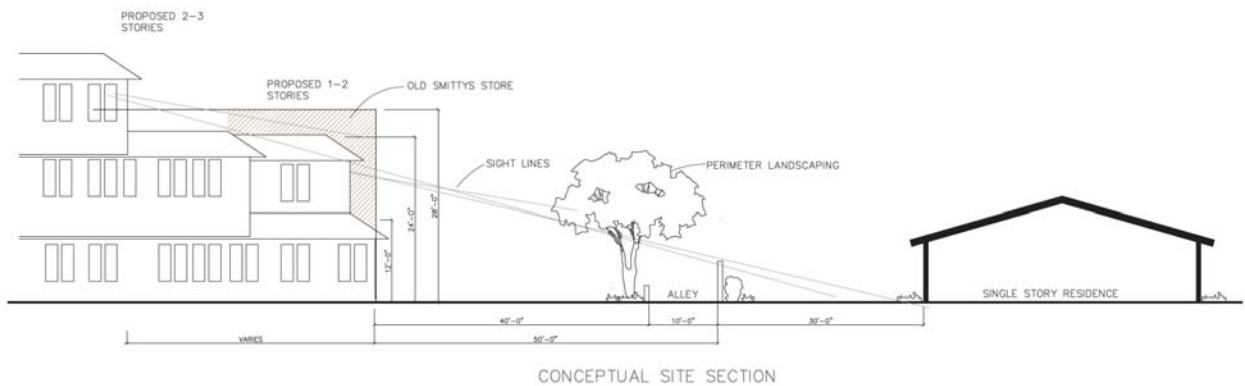 PROPOSED 2-3
STORIES
PROPOSED 1-2
STORIES
OLD SMITTYS STORE
SIGHT LINES
PERIMETER LANDSCAPING
12'-0"
24'-0"
28'-0"
ALLEY
SINGLE STORY RESIDENCE
40'-0"
10'-0"
30'-0"
VARIES
50'-0"
CONCEPTUAL SITE SECTION